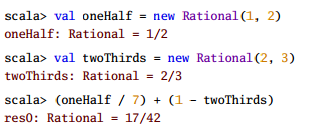 scala> val oneHalf = new Rational(1, 2)
oneHalf: Rational = 1/2
scala> val twoThirds = new Rational(2, 3)
twoThirds: Rational = 2/3
scala> (oneHalf / 7) + (1 - twoThirds)
res0: Rational = 17/42